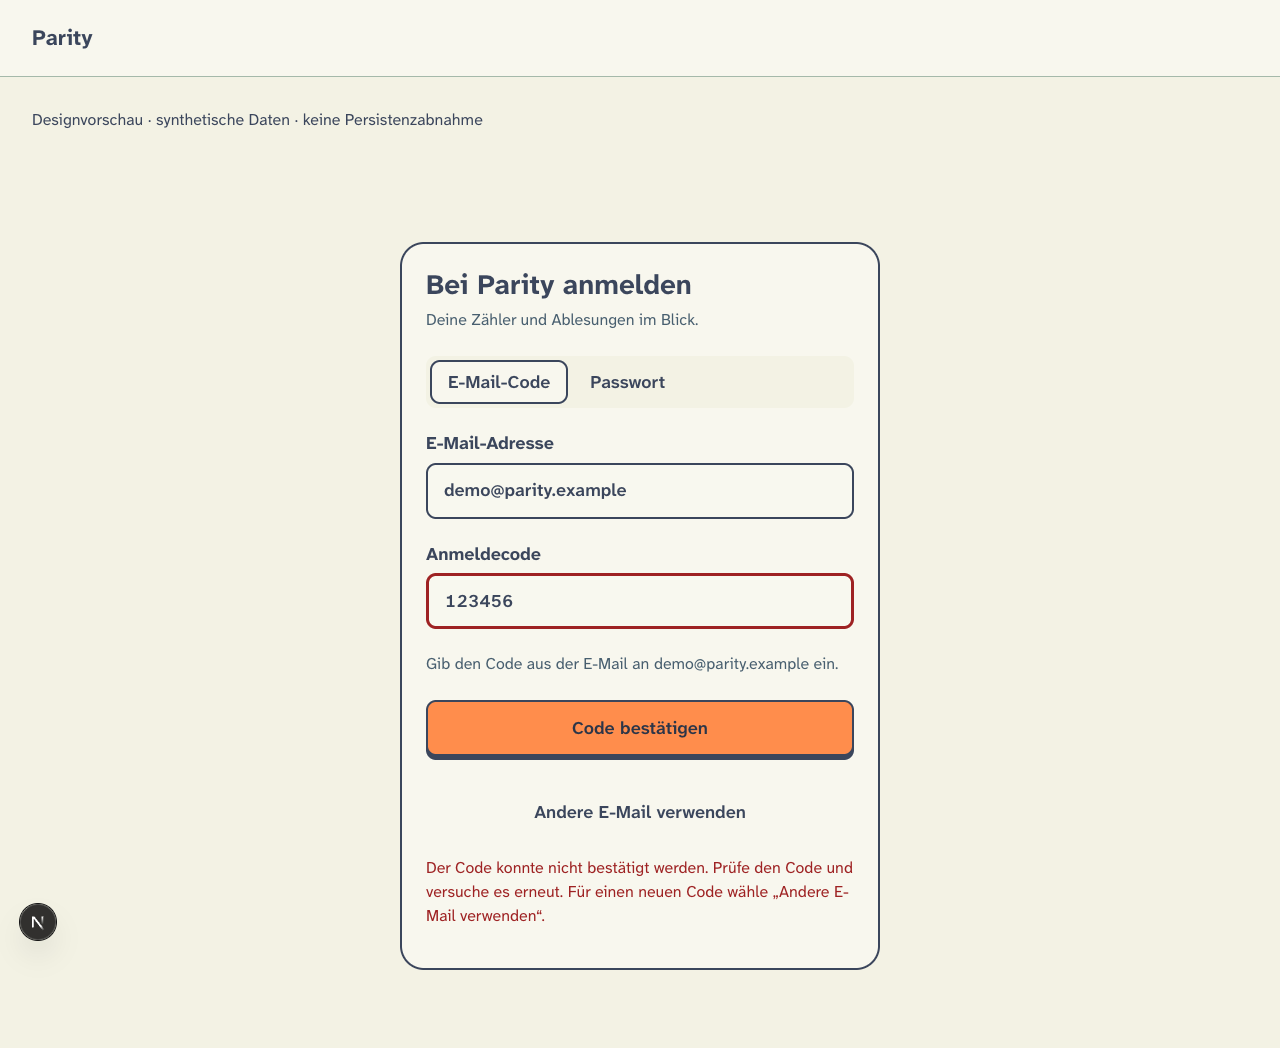 Parity
Designvorschau · synthetische Daten · keine Persistenzabnahme
Bei Parity anmelden
Deine Zähler und Ablesungen im Blick.
E-Mail-Code
Passwort
E-Mail-Adresse
demo@parity.example
Anmeldecode
123456
Gib den Code aus der E-Mail an demo@parity.example ein.
Code bestätigen
Andere E-Mail verwenden
Der Code konnte nicht bestätigt werden. Prüfe den Code und
versuche es erneut. Für einen neuen Code wähle „Andere E-
Mail verwenden“.
N